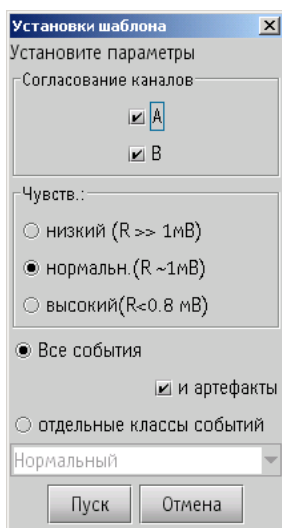 Установки шаблона
Установите параметры
Согласование каналов
A
B
Чувств.:
низкий (R >> 1мВ)
нормальн.(R ~1мВ)
высокий(R<0.8 мВ)
Все события
и артефакты
отдельные классы событий
Нормальный
Пуск Отмена